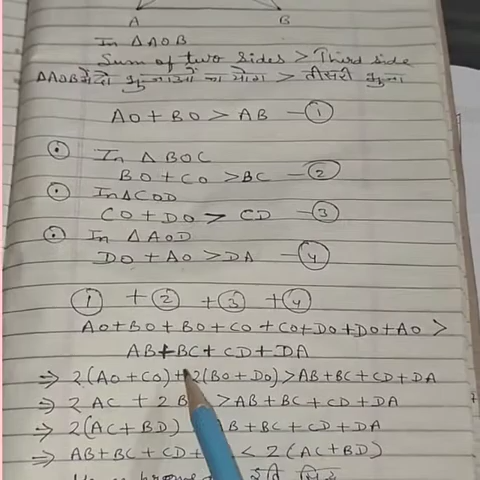 A B
In ΔAOB
Sum of two sides > Third side
ΔAOB में दो भुजाओं का योग > तीसरी भुजा
AO + BO > AB —①
⊙ In Δ BOC
BO + CO > BC —②
⊙ In ΔCOD
CO + DO > CD —③
⊙ In ΔAOD
DO + AO > DA —④
① + ② + ③ + ④
AO+BO+BO+CO+CO+DO+DO+AO >
AB+BC+CD+DA
⇒ 2(AO+CO)+2(BO+DO)>AB+BC+CD+DA
⇒ 2AC + 2B > AB+BC+CD+DA
⇒ 2(AC+BD) B+BC+CD+DA
⇒ AB+BC+CD+ < 2(AC+BD)